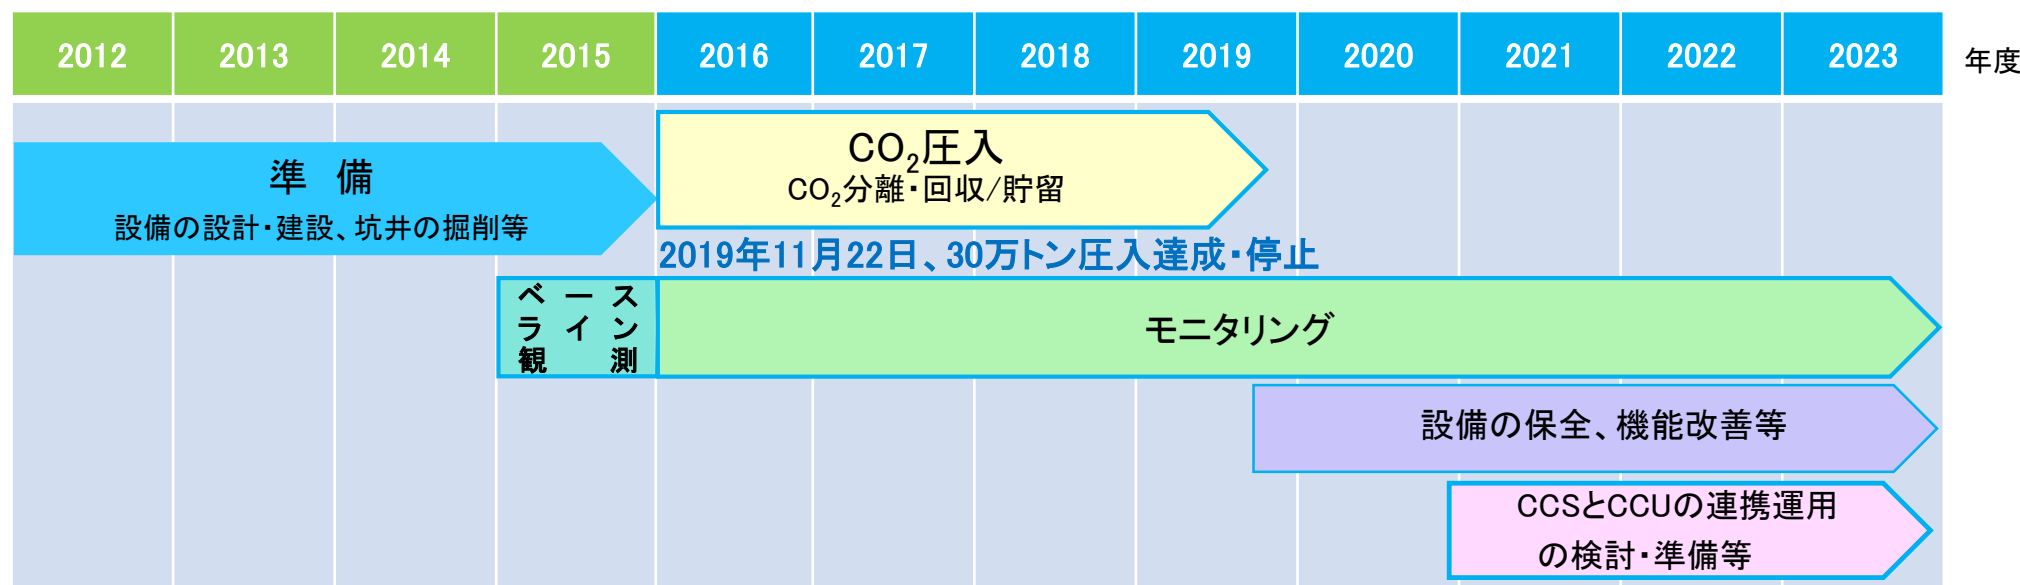 2012 2013 2014 2015 2016 2017 2018 2019 2020 2021 2022 2023 年度
準 備
設備の設計・建設、坑井の掘削等
CO₂圧入
CO₂分離・回収/貯留
2019年11月22日、30万トン圧入達成・停止
ベース
ライン
観測
モニタリング
設備の保全、機能改善等
CCSとCCUの連携運用
の検討・準備等